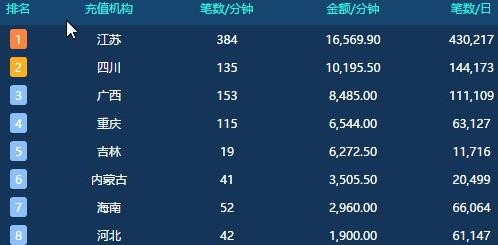 排名 充值机构 笔数/分钟 金额/分钟 笔数/日
1 江苏 384 16,569.90 430,217
2 四川 135 10,195.50 144,173
3 广西 153 8,485.00 111,109
4 重庆 115 6,544.00 63,127
5 吉林 19 6,272.50 11,716
6 内蒙古 41 3,505.50 20,499
7 海南 52 2,960.00 66,064
8 河北 42 1,900.00 61,147